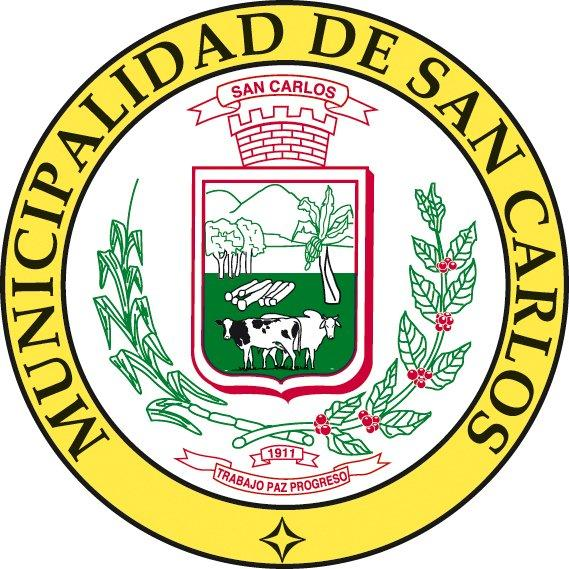 MUNICIPALIDAD DE SAN CARLOS
SAN CARLOS
1911
TRABAJO PAZ PROGRESO